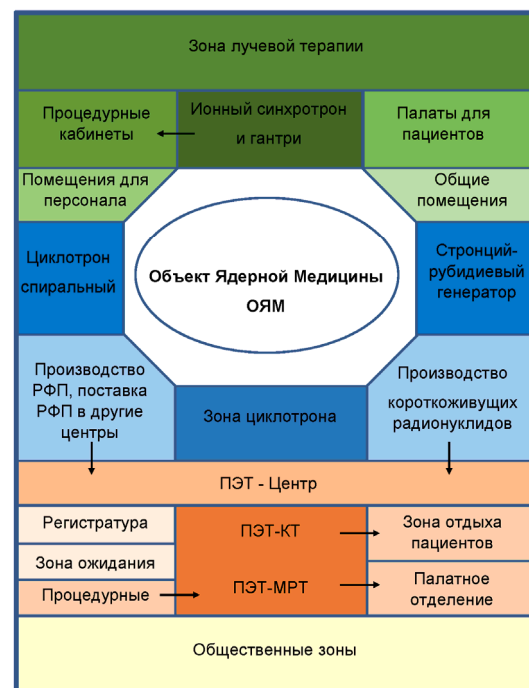 Зона лучевой терапии
Процедурные
кабинеты
Ионный синхротрон
и гантри
Палаты для
пациентов
Помещения для
персонала
Общие
помещения
Циклотрон
спиральный
Объект Ядерной Медицины
ОЯМ
Стронций-
рубидиевый
генератор
Производство
РФП, поставка
РФП в другие
центры
Зона циклотрона
Производство
короткоживущих
радионуклидов
ПЭТ - Центр
Регистратура
Зона ожидания
Процедурные
ПЭТ-КТ
ПЭТ-МРТ
Зона отдыха
пациентов
Палатное
отделение
Общественные зоны